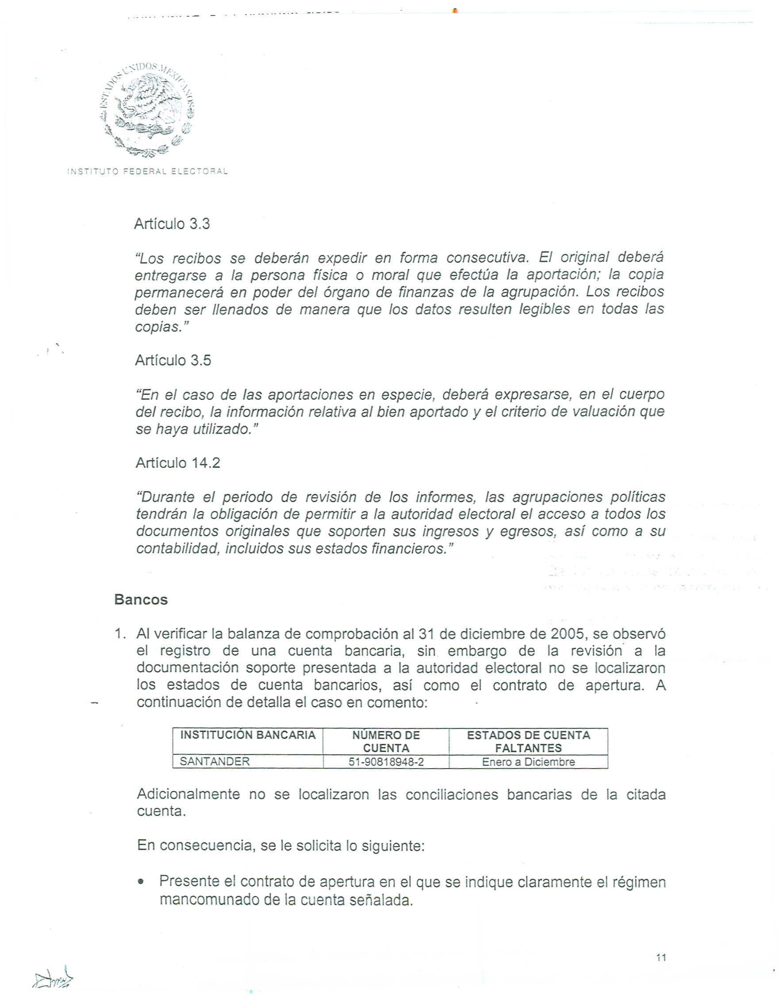 ESTADOS UNIDOS MEXICANOS
INSTITUTO FEDERAL ELECTORAL
Artículo 3.3
“Los recibos se deberán expedir en forma consecutiva. El original deberá
entregarse a la persona física o moral que efectúa la aportación; la copia
permanecerá en poder del órgano de finanzas de la agrupación. Los recibos
deben ser llenados de manera que los datos resulten legibles en todas las
copias.”
Artículo 3.5
“En el caso de las aportaciones en especie, deberá expresarse, en el cuerpo
del recibo, la información relativa al bien aportado y el criterio de valuación que
se haya utilizado.”
Artículo 14.2
“Durante el periodo de revisión de los informes, las agrupaciones políticas
tendrán la obligación de permitir a la autoridad electoral el acceso a todos los
documentos originales que soporten sus ingresos y egresos, así como a su
contabilidad, incluidos sus estados financieros.”
Bancos
1. Al verificar la balanza de comprobación al 31 de diciembre de 2005, se observó
el registro de una cuenta bancaria, sin embargo de la revisión a la
documentación soporte presentada a la autoridad electoral no se localizaron
los estados de cuenta bancarios, así como el contrato de apertura. A
continuación de detalla el caso en comento:
INSTITUCIÓN BANCARIA NÚMERO DE CUENTA ESTADOS DE CUENTA FALTANTES
SANTANDER 51-90818948-2 Enero a Diciembre
Adicionalmente no se localizaron las conciliaciones bancarias de la citada
cuenta.
En consecuencia, se le solicita lo siguiente:
• Presente el contrato de apertura en el que se indique claramente el régimen
mancomunado de la cuenta señalada.
11